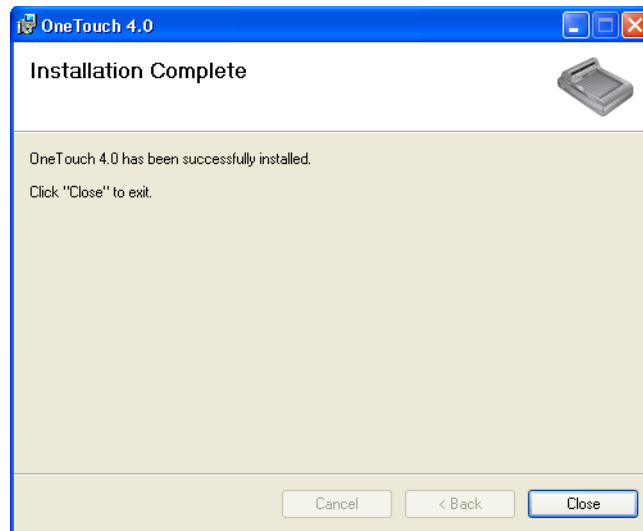 OneTouch 4.0
Installation Complete
OneTouch 4.0 has been successfully installed.
Click "Close" to exit.
Cancel
< Back
Close